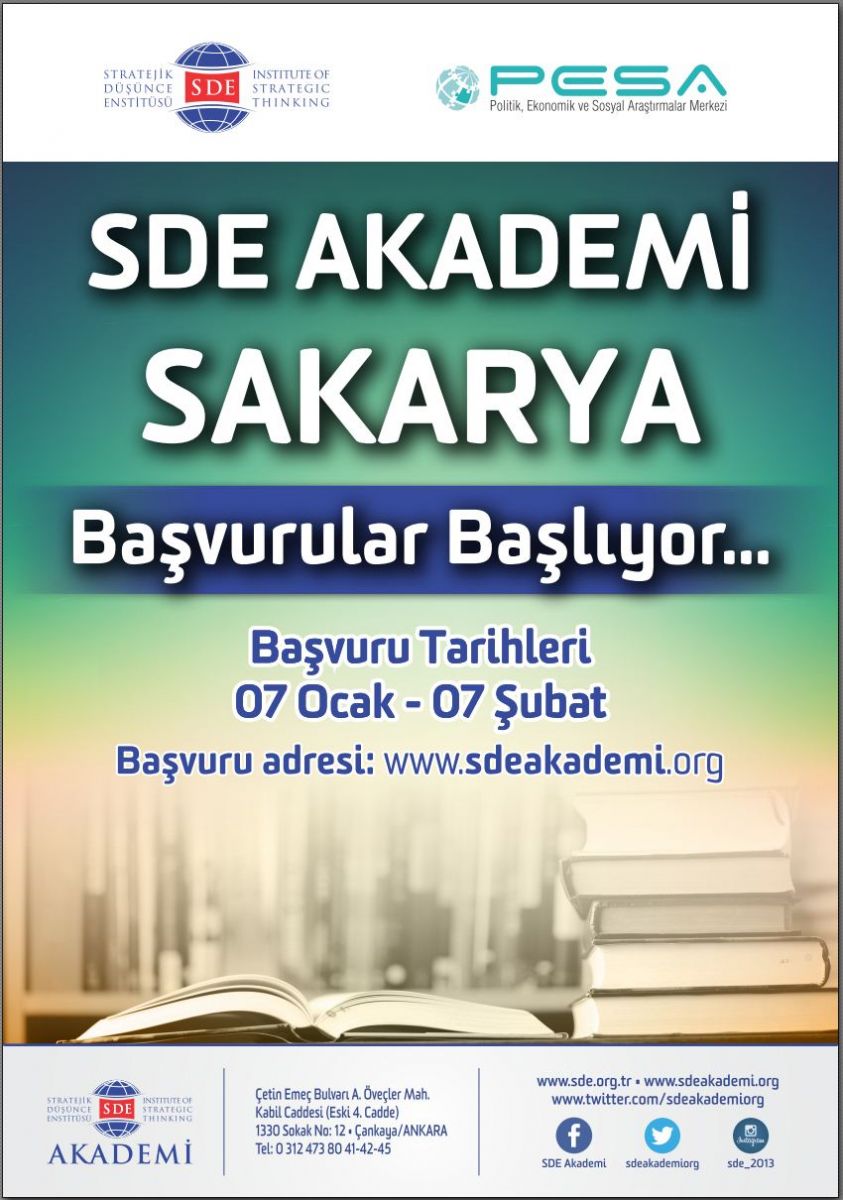 STRATEJİK
DÜŞÜNCE
ENSTİTÜSÜ
SDE
INSTITUTE OF
STRATEGIC
THINKING
PESA
Politik, Ekonomik ve Sosyal Araştırmalar Merkezi
SDE AKADEMİ
SAKARYA
Başvurular Başlıyor...
Başvuru Tarihleri
07 Ocak - 07 Şubat
Başvuru adresi: www.sdeakademi.org
STRATEJİK
DÜŞÜNCE
ENSTİTÜSÜ
SDE
INSTITUTE OF
STRATEGIC
THINKING
AKADEMİ
Çetin Emeç Bulvarı A. Öveçler Mah.
Kabil Caddesi (Eski 4. Cadde)
1330 Sokak No: 12 • Çankaya/ANKARA
Tel: 0 312 473 80 41-42-45
www.sde.org.tr • www.sdeakademi.org
www.twitter.com/sdeakademiorg
SDE Akademi
sdeakademiorg
Instagram
sde_2013